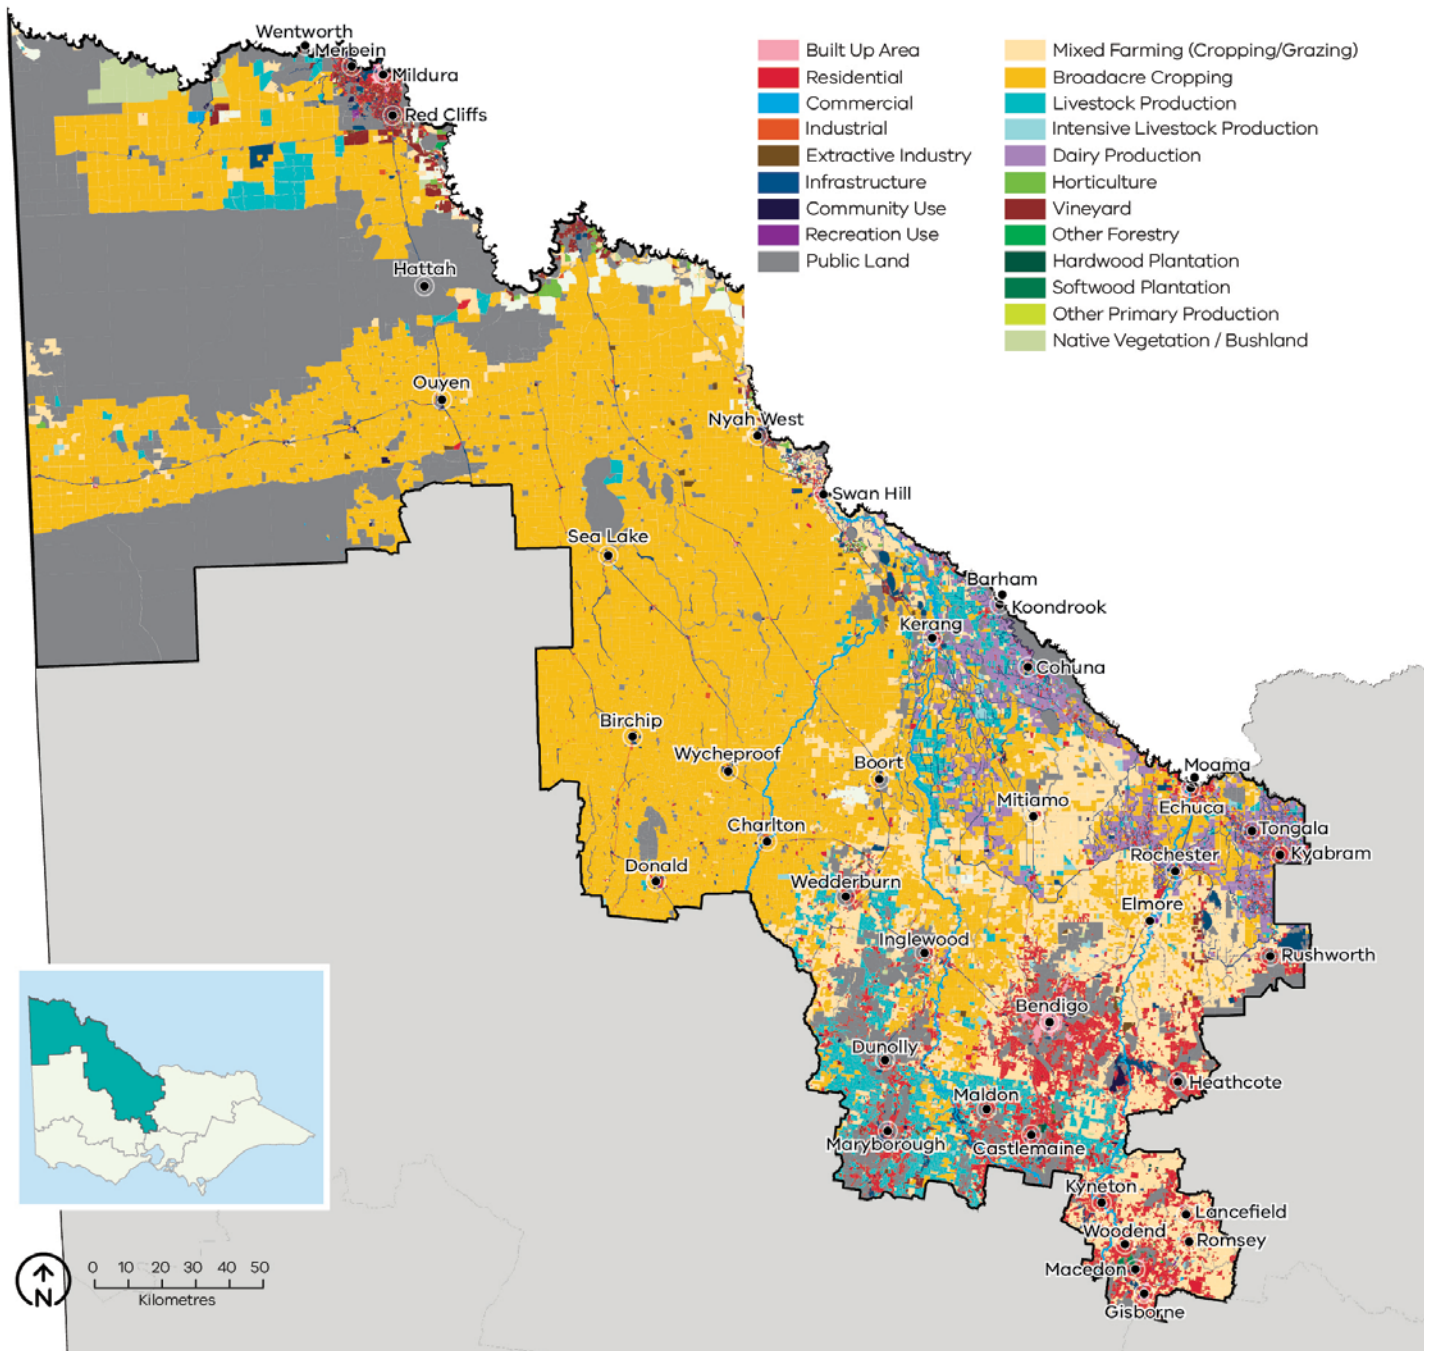 Wentworth
Merbein
Mildura
Red Cliffs
Hattah
Ouyen
Nyah West
Swan Hill
Sea Lake
Barham
Koondrook
Kerang
Cohuna
Birchip
Wycheproof
Boort
Moama
Echuca
Mitiamo
Charlton
Tongala
Rochester
Kyabram
Donald
Wedderburn
Elmore
Inglewood
Rushworth
Bendigo
Dunolly
Heathcote
Maldon
Maryborough
Castlemaine
Kyneton
Lancefield
Woodend
Romsey
Macedon
Gisborne
Built Up Area
Residential
Commercial
Industrial
Extractive Industry
Infrastructure
Community Use
Recreation Use
Public Land
Mixed Farming (Cropping/Grazing)
Broadacre Cropping
Livestock Production
Intensive Livestock Production
Dairy Production
Horticulture
Vineyard
Other Forestry
Hardwood Plantation
Softwood Plantation
Other Primary Production
Native Vegetation / Bushland
N
0 10 20 30 40 50
Kilometres